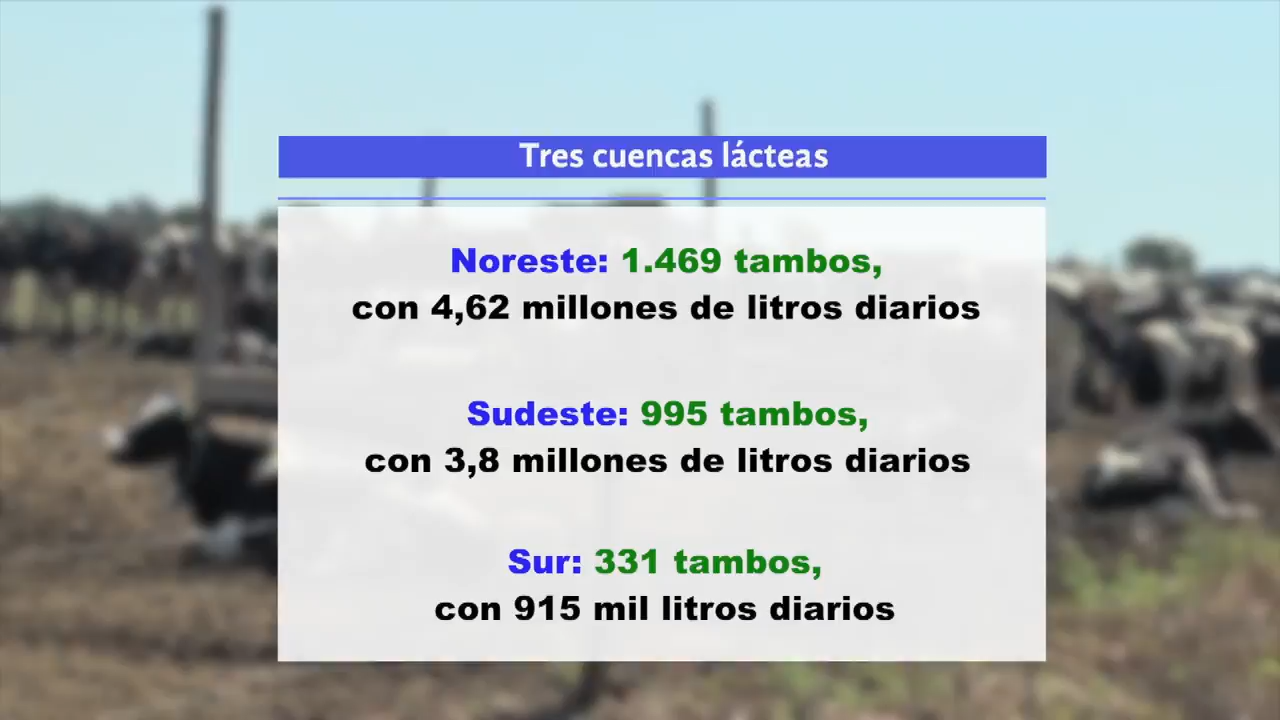 Tres cuencas lácteas
Noreste: 1.469 tambos,
con 4,62 millones de litros diarios
Sudeste: 995 tambos,
con 3,8 millones de litros diarios
Sur: 331 tambos,
con 915 mil litros diarios